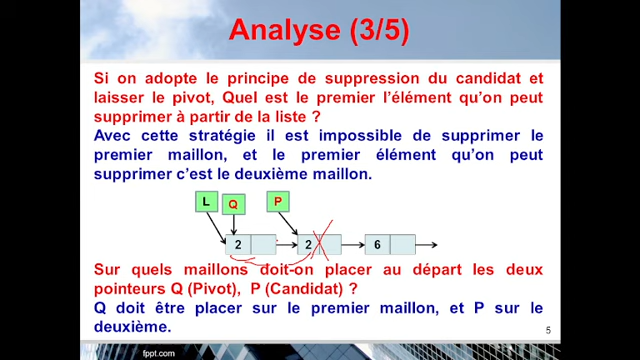 Analyse (3/5)
Si on adopte le principe de suppression du candidat et
laisser le pivot, Quel est le premier l'élément qu'on peut
supprimer à partir de la liste ?
Avec cette stratégie il est impossible de supprimer le
premier maillon, et le premier élément qu'on peut
supprimer c'est le deuxième maillon.
L Q P
2 2 6
Sur quels maillons doit-on placer au départ les deux
pointeurs Q (Pivot), P (Candidat) ?
Q doit être placer sur le premier maillon, et P sur le
deuxième.
5
fppt.com